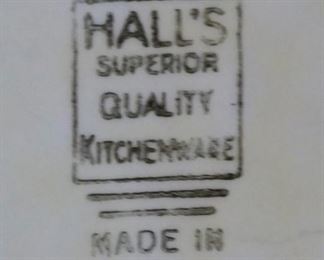 HALL'S
SUPERIOR
QUALITY
KITCHENWARE
MADE IN